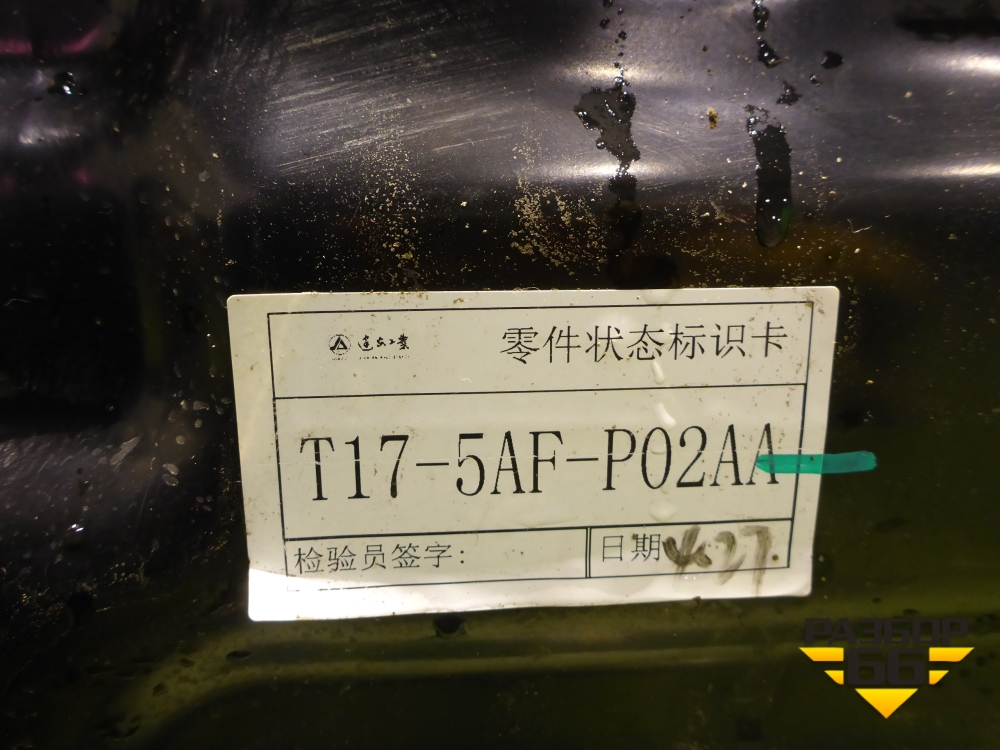 零件状态标识卡
T17-5AF-P02AA
检验员签字:
日期
РАЗБОР
66